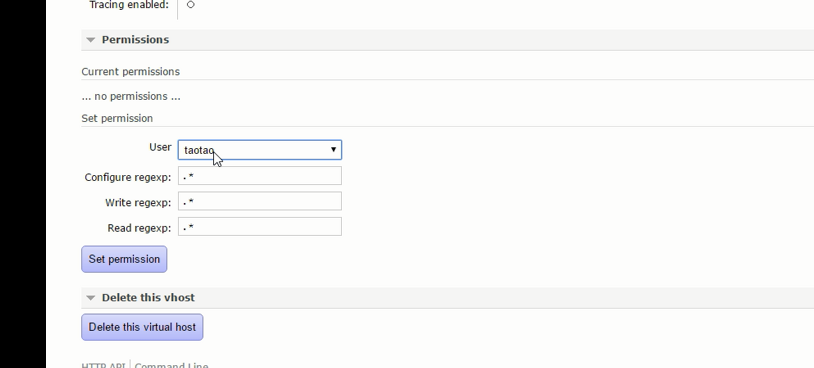 Tracing enabled:
Permissions
Current permissions
... no permissions ...
Set permission
User taotao
Configure regexp: .*
Write regexp: .*
Read regexp: .*
Set permission
Delete this vhost
Delete this virtual host
HTTP API Command Line